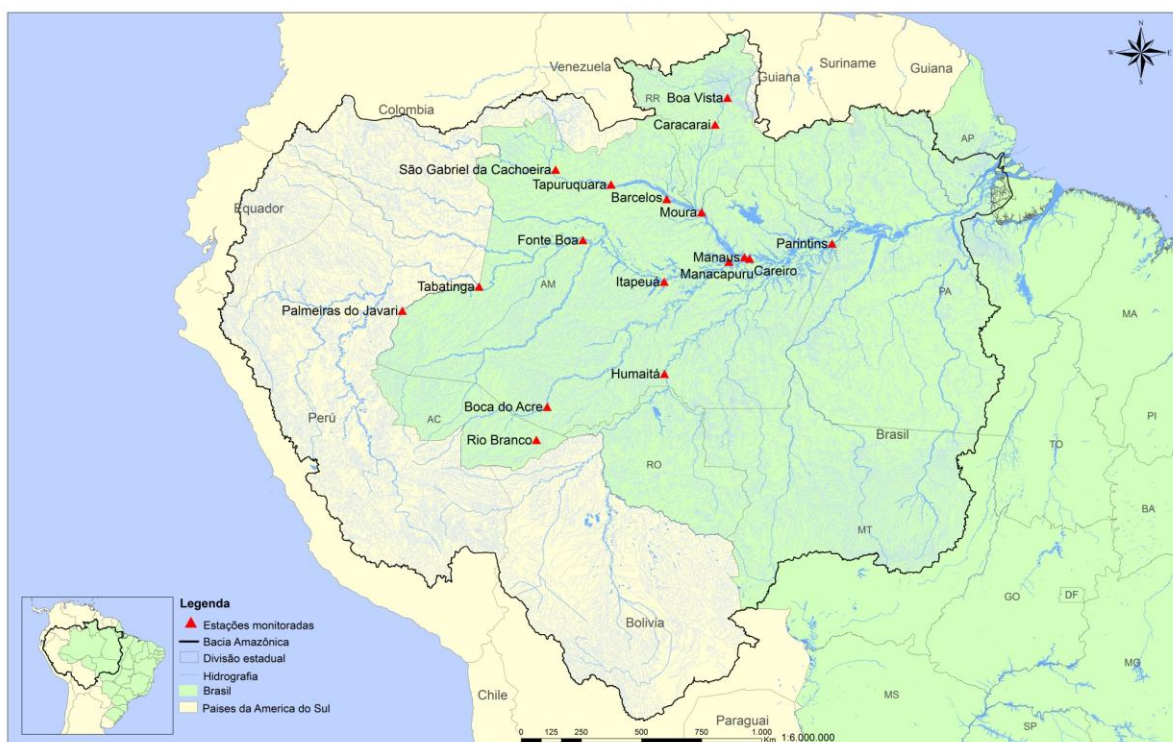 N
W
E
S
Venezuela
Guiana
Suriname
Guiana
Colombia
RR
Boa Vista
Caracarai
AP
São Gabriel da Cachoeira
Tapuruquara
Barcelos
Moura
Equador
Fonte Boa
Parintins
Manaus
Manacapuru
Careiro
Tabatinga
AM
Itapeuá
PA
Palmeiras do Javari
MA
Humaitá
Perú
AC
Boca do Acre
PI
Rio Branco
Brasil
TO
RO
BA
MT
GO
DF
Bolívia
MG
MS
Chile
Paraguai
SP
Legenda
Estações monitoradas
Bacia Amazônica
Divisão estadual
Hidrografia
Brasil
Paises da America do Sul
0 125 250 500 750 1.000
Km
1:6.000.000